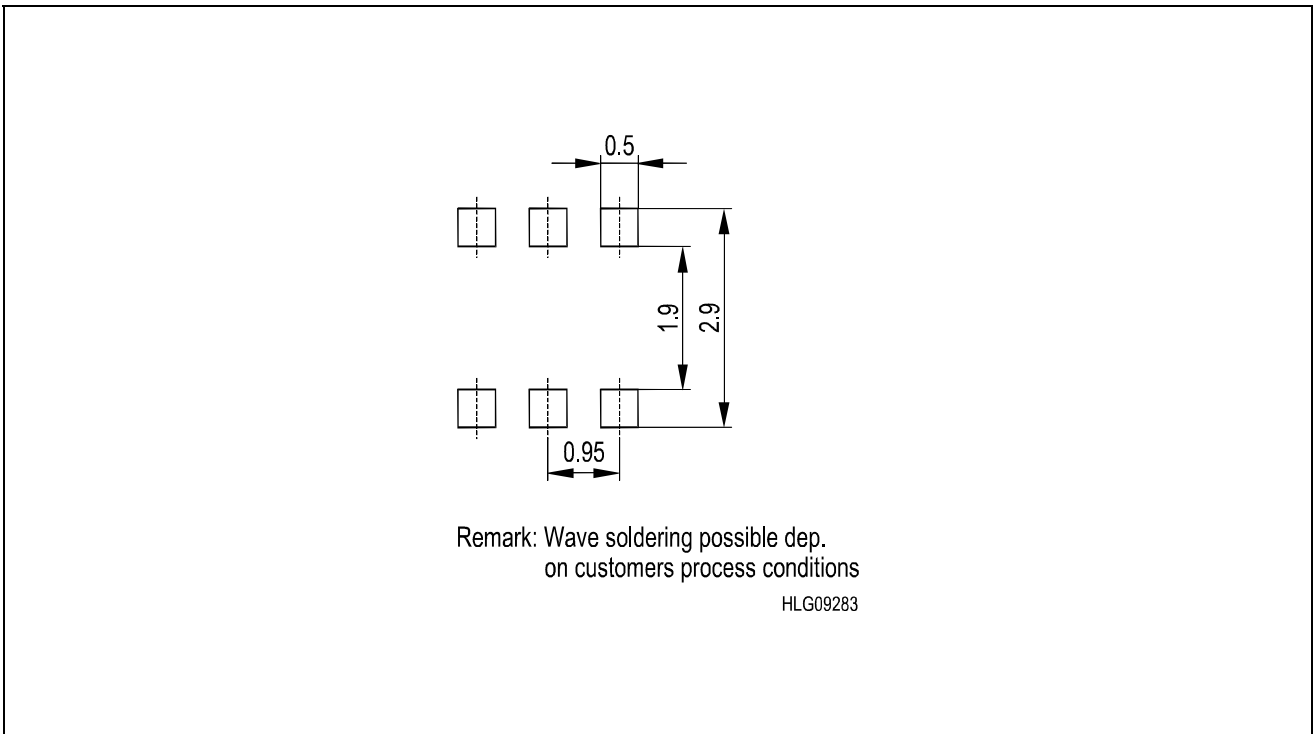 0.5
1.9
2.9
0.95
Remark: Wave soldering possible dep.
on customers process conditions
HLG09283